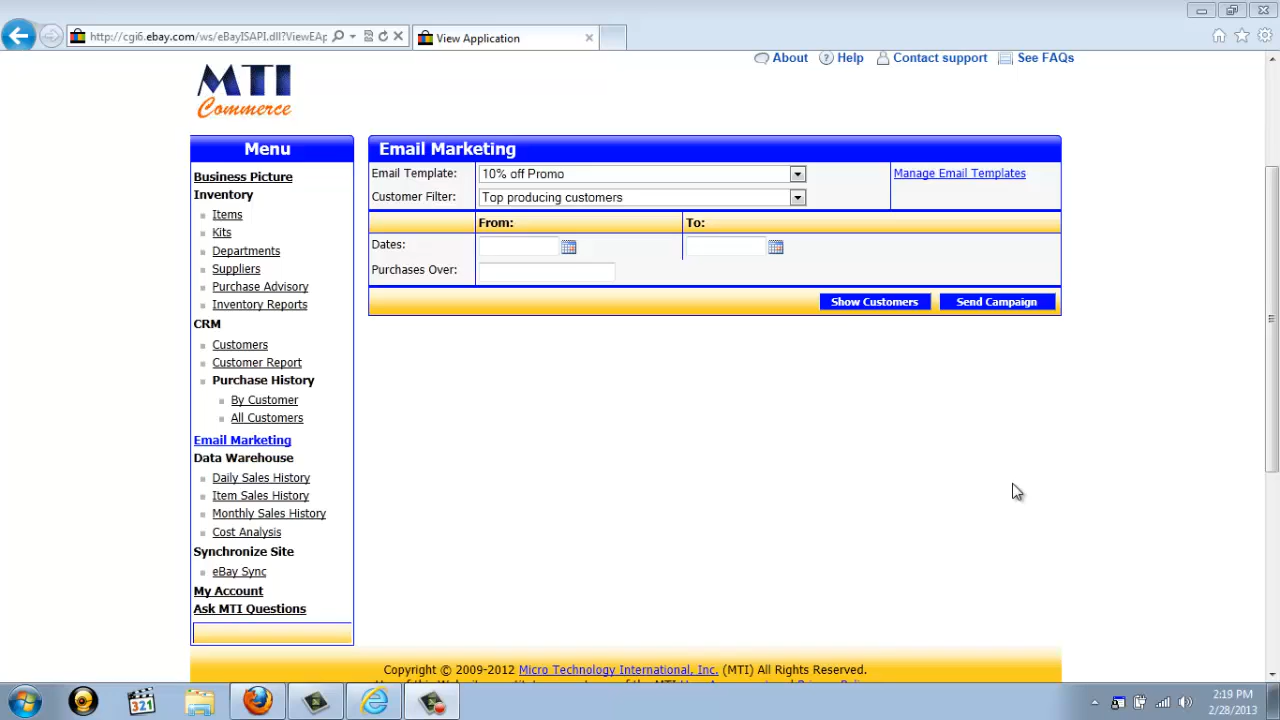 http://cgi6.ebay.com/ws/eBayISAPI.dll?ViewEAp
View Application
About Help Contact support See FAQs
MTI
Commerce
Menu
Business Picture
Inventory
Items
Kits
Departments
Suppliers
Purchase Advisory
Inventory Reports
CRM
Customers
Customer Report
Purchase History
By Customer
All Customers
Email Marketing
Data Warehouse
Daily Sales History
Item Sales History
Monthly Sales History
Cost Analysis
Synchronize Site
eBay Sync
My Account
Ask MTI Questions
Email Marketing
Email Template: 10% off Promo Manage Email Templates
Customer Filter: Top producing customers
From: To:
Dates:
Purchases Over:
Show Customers Send Campaign
Copyright © 2009-2012 Micro Technology International, Inc. (MTI) All Rights Reserved.
321
2:19 PM
2/28/2013